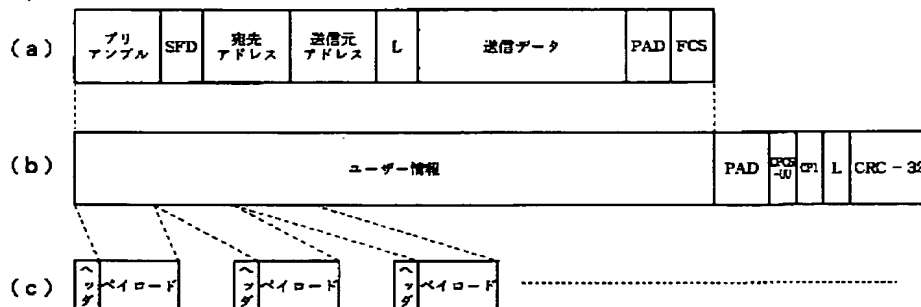 (a) プリアンブル SFD 宛先アドレス 送信元アドレス L 送信データ PAD FCS
(b) ユーザー情報 PAD CPCS-UU CPI L CRC-32
(c) ヘッダ ペイロード ヘッダ ペイロード ヘッダ ペイロード